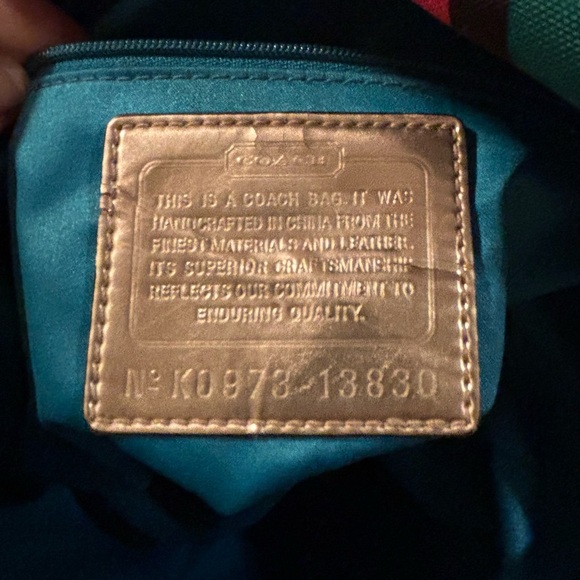 COACH
THIS IS A COACH BAG. IT WAS
HANDCRAFTED IN CHINA FROM THE
FINEST MATERIALS AND LEATHER.
ITS SUPERIOR CRAFTSMANSHIP
REFLECTS OUR COMMITMENT TO
ENDURING QUALITY.
Nº K0973-13830